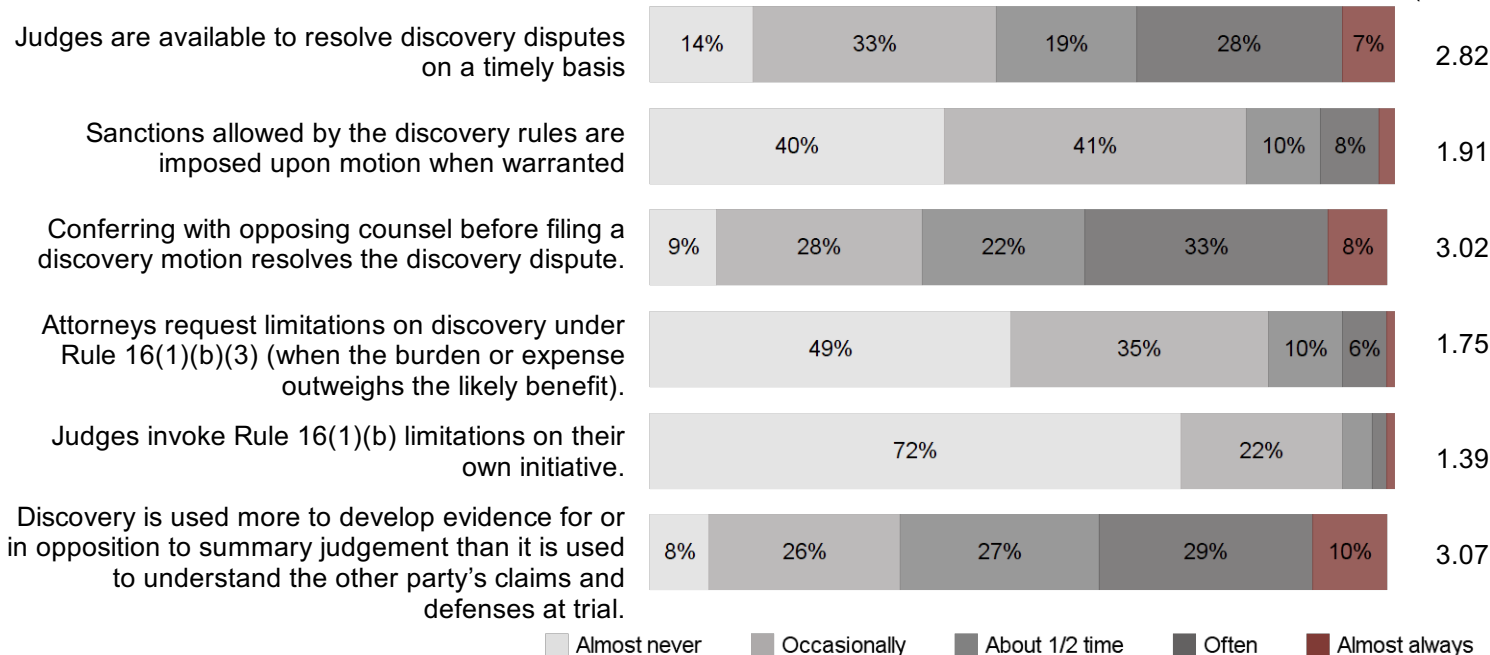 Judges are available to resolve discovery disputes
on a timely basis
14% 33% 19% 28% 7% 2.82
Sanctions allowed by the discovery rules are
imposed upon motion when warranted
40% 41% 10% 8% 1.91
Conferring with opposing counsel before filing a
discovery motion resolves the discovery dispute.
9% 28% 22% 33% 8% 3.02
Attorneys request limitations on discovery under
Rule 16(1)(b)(3) (when the burden or expense
outweighs the likely benefit).
49% 35% 10% 6% 1.75
Judges invoke Rule 16(1)(b) limitations on their
own initiative.
72% 22% 1.39
Discovery is used more to develop evidence for or
in opposition to summary judgement than it is used
to understand the other party’s claims and
defenses at trial.
8% 26% 27% 29% 10% 3.07
Almost never Occasionally About 1/2 time Often Almost always